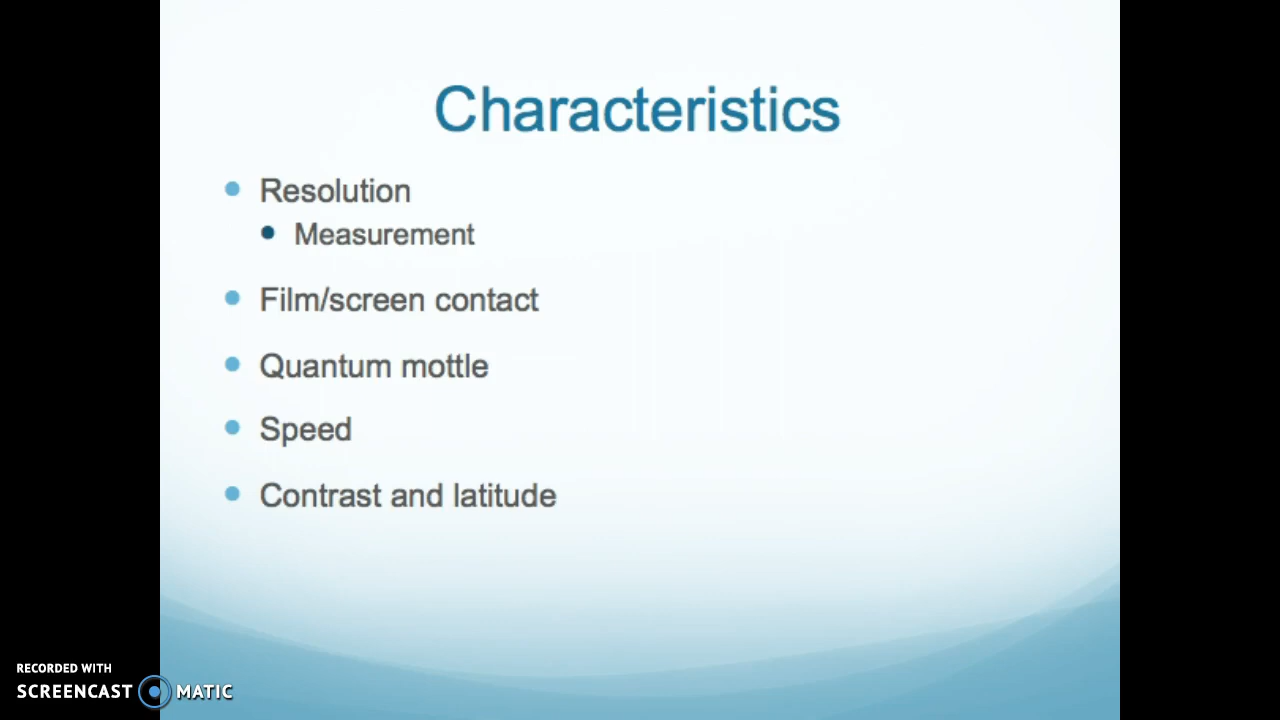 Characteristics
Resolution
Measurement
Film/screen contact
Quantum mottle
Speed
Contrast and latitude
RECORDED WITH
SCREENCAST MATIC